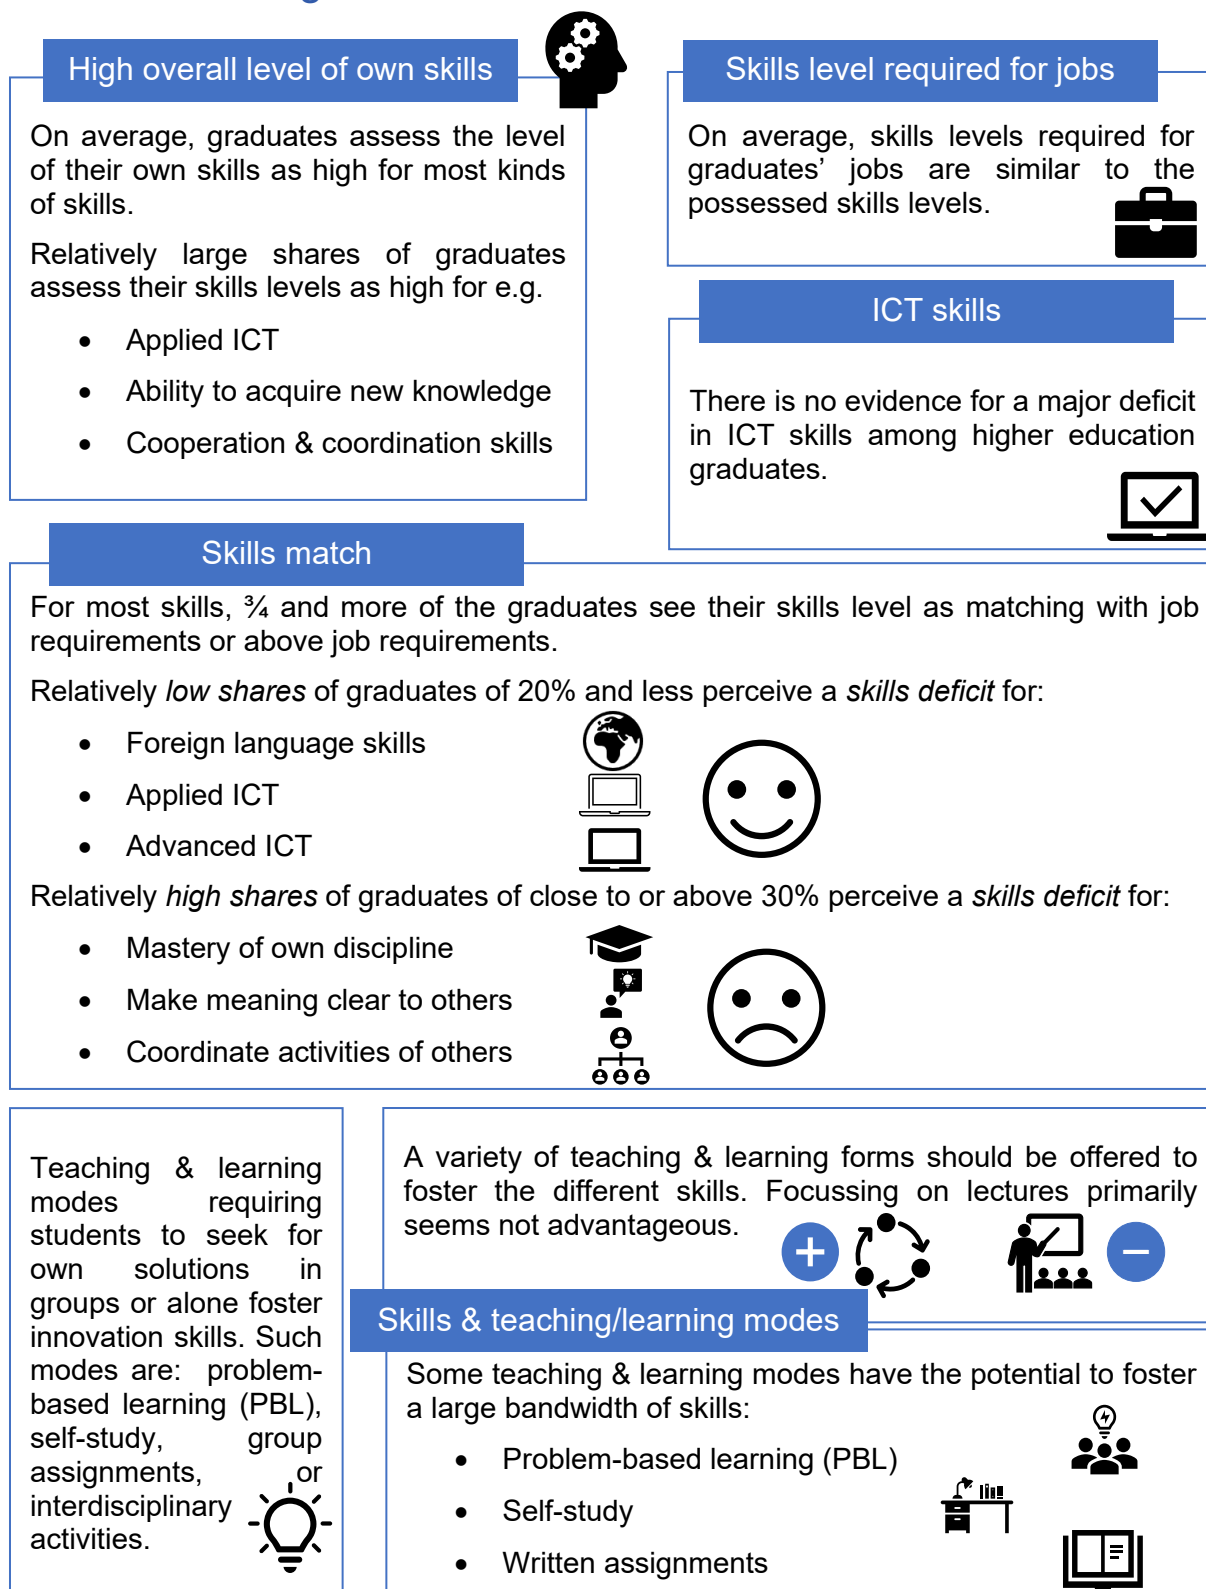 High overall level of own skills
On average, graduates assess the level
of their own skills as high for most kinds
of skills.
Relatively large shares of graduates
assess their skills levels as high for e.g.
• Applied ICT
• Ability to acquire new knowledge
• Cooperation & coordination skills
Skills level required for jobs
On average, skills levels required for
graduates’ jobs are similar to the
possessed skills levels.
ICT skills
There is no evidence for a major deficit
in ICT skills among higher education
graduates.
Skills match
For most skills, ¾ and more of the graduates see their skills level as matching with job
requirements or above job requirements.
Relatively low shares of graduates of 20% and less perceive a skills deficit for:
• Foreign language skills
• Applied ICT
• Advanced ICT
Relatively high shares of graduates of close to or above 30% perceive a skills deficit for:
• Mastery of own discipline
• Make meaning clear to others
• Coordinate activities of others
Teaching & learning
modes requiring
students to seek for
own solutions in
groups or alone foster
innovation skills. Such
modes are: problem-
based learning (PBL),
self-study, group
assignments, or
interdisciplinary
activities.
A variety of teaching & learning forms should be offered to
foster the different skills. Focussing on lectures primarily
seems not advantageous.
Skills & teaching/learning modes
Some teaching & learning modes have the potential to foster
a large bandwidth of skills:
• Problem-based learning (PBL)
• Self-study
• Written assignments